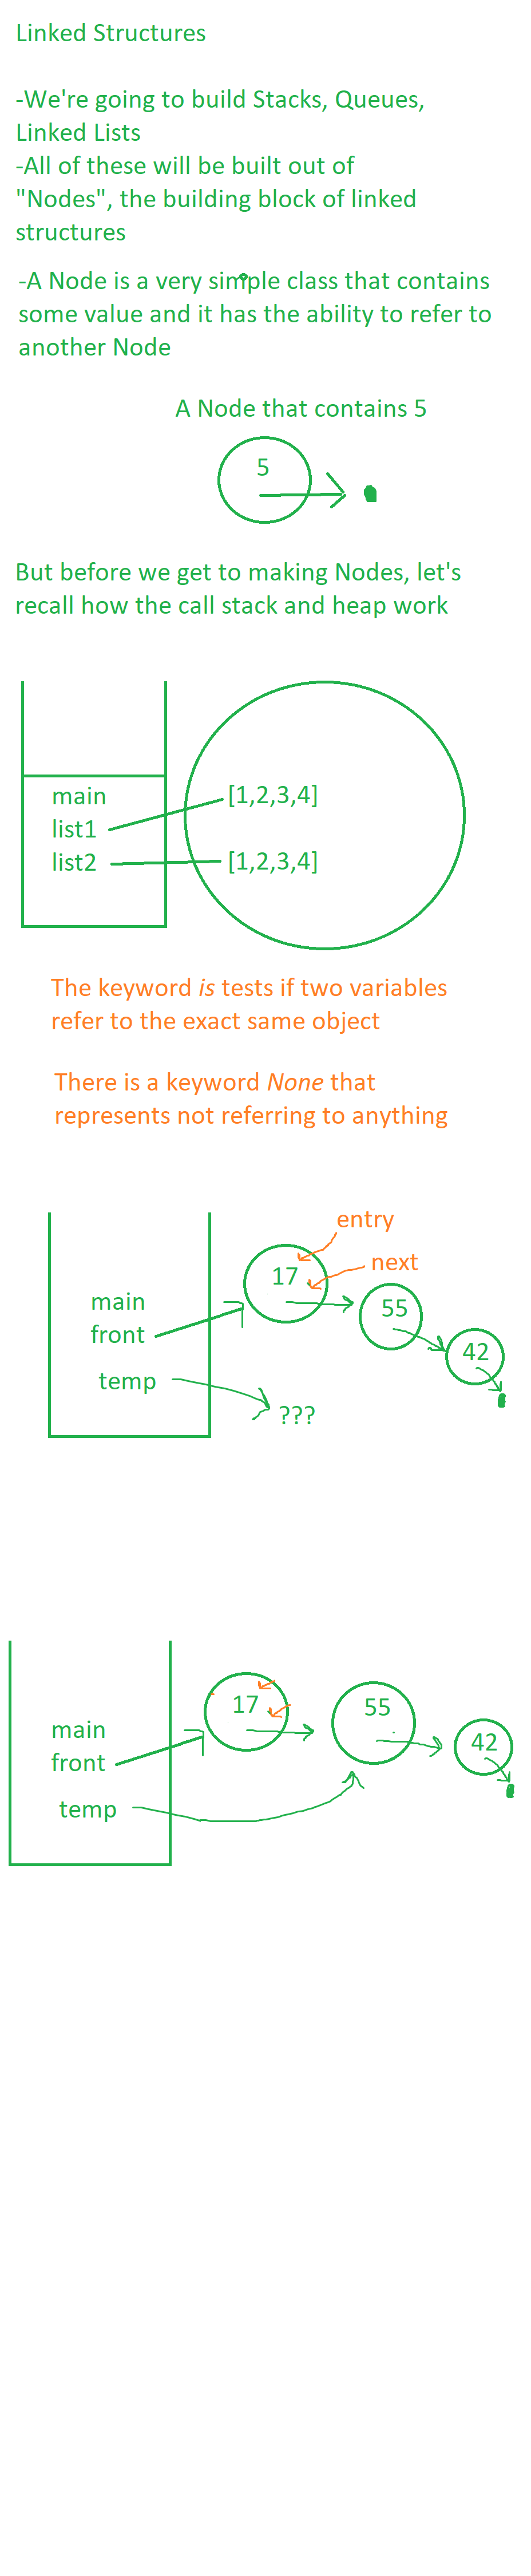 Linked Structures
-We're going to build Stacks, Queues,
Linked Lists
-All of these will be built out of
"Nodes", the building block of linked
structures
-A Node is a very simple class that contains
some value and it has the ability to refer to
another Node
A Node that contains 5
5
But before we get to making Nodes, let's
recall how the call stack and heap work
main
list1
list2
[1,2,3,4]
[1,2,3,4]
The keyword is tests if two variables
refer to the exact same object
There is a keyword None that
represents not referring to anything
entry
next
17
55
42
main
front
temp
???
17
55
42
main
front
temp